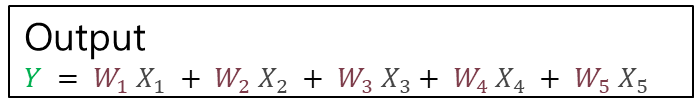 Output
Y = W₁ X₁ + W₂ X₂ + W₃ X₃ + W₄ X₄ + W₅ X₅